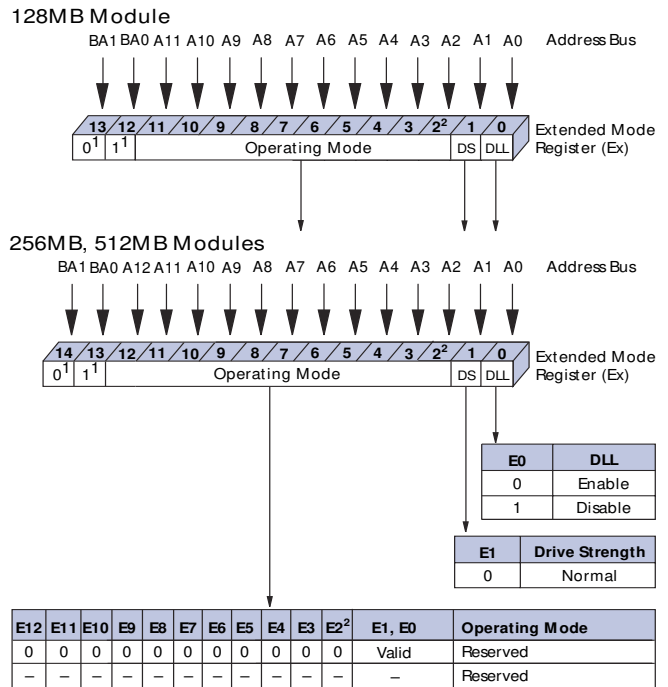 128MB Module
BA1 BA0 A11 A10 A9 A8 A7 A6 A5 A4 A3 A2 A1 A0 Address Bus
13 12 11 10 9 8 7 6 5 4 3 2² 1 0 Extended Mode
0¹ 1¹ Operating Mode DS DLL Register (Ex)
256MB, 512MB Modules
BA1 BA0 A12 A11 A10 A9 A8 A7 A6 A5 A4 A3 A2 A1 A0 Address Bus
14 13 12 11 10 9 8 7 6 5 4 3 2² 1 0 Extended Mode
0¹ 1¹ Operating Mode DS DLL Register (Ex)
E0 DLL
0 Enable
1 Disable
E1 Drive Strength
0 Normal
E12 E11 E10 E9 E8 E7 E6 E5 E4 E3 E2² E1, E0 Operating Mode
0 0 0 0 0 0 0 0 0 0 0 Valid Reserved
– – – – – – – – – – – – Reserved